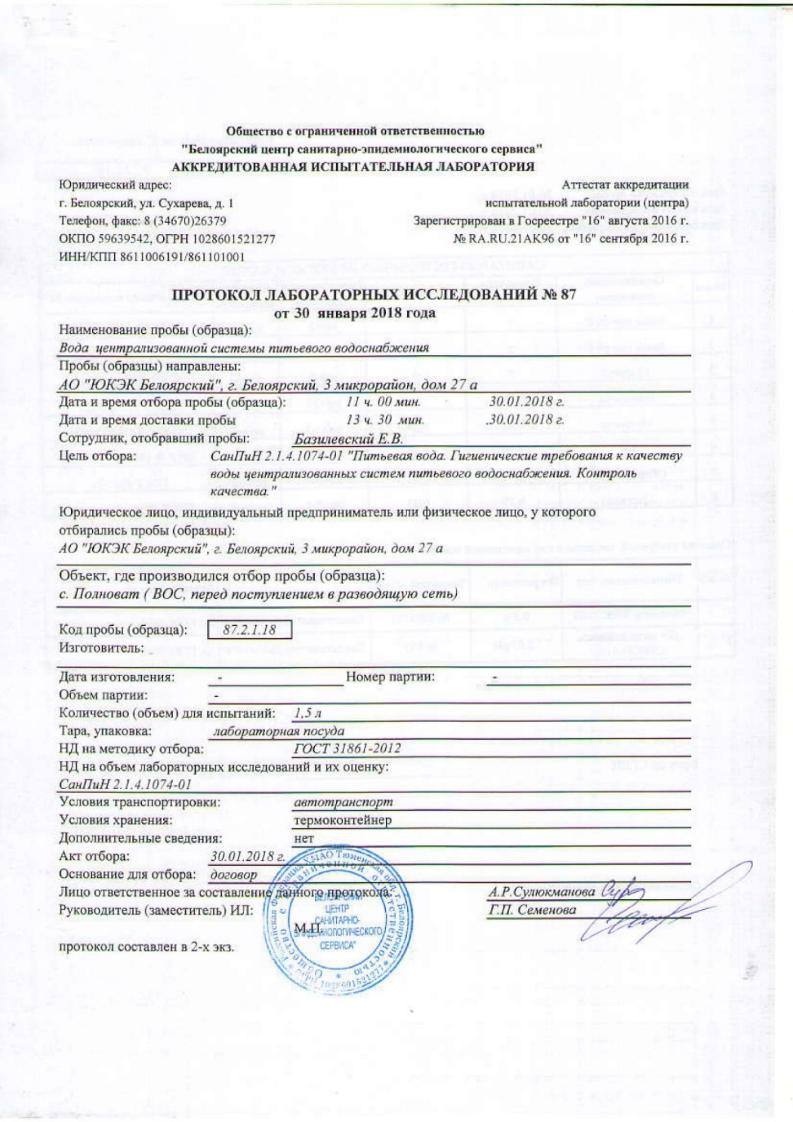 Общество с ограниченной ответственностью
"Белоярский центр санитарно-эпидемиологического сервиса"
АККРЕДИТОВАННАЯ ИСПЫТАТЕЛЬНАЯ ЛАБОРАТОРИЯ
Юридический адрес: Аттестат аккредитации
г. Белоярский, ул. Сухарева, д. 1 испытательной лаборатории (центра)
Телефон, факс: 8 (34670)26379 Зарегистрирован в Госреестре "16" августа 2016 г.
ОКПО 59639542, ОГРН 1028601521277 № RA.RU.21АК96 от "16" сентября 2016 г.
ИНН/КПП 8611006191/861101001
ПРОТОКОЛ ЛАБОРАТОРНЫХ ИССЛЕДОВАНИЙ № 87
от 30 января 2018 года
Наименование пробы (образца):
Вода централизованной системы питьевого водоснабжения
Пробы (образцы) направлены:
АО "ЮКЭК Белоярский", г. Белоярский, 3 микрорайон, дом 27 а
Дата и время отбора пробы (образца): 11 ч. 00 мин. 30.01.2018 г.
Дата и время доставки пробы 13 ч. 30 мин. .30.01.2018 г.
Сотрудник, отобравший пробы: Базилевский Е.В.
Цель отбора: СанПиН 2.1.4.1074-01 "Питьевая вода. Гигиенические требования к качеству
воды централизованных систем питьевого водоснабжения. Контроль
качества."
Юридическое лицо, индивидуальный предприниматель или физическое лицо, у которого
отбирались пробы (образца):
АО "ЮКЭК Белоярский", г. Белоярский, 3 микрорайон, дом 27 а
Объект, где производился отбор пробы (образца):
с. Полноват ( ВОС, перед поступлением в разводящую сеть)
Код пробы (образца): 87.2.1.18
Изготовитель: -
Дата изготовления: - Номер партии: -
Объем партии: -
Количество (объем) для испытаний: 1,5 л
Тара, упаковка: лабораторная посуда
НД на методику отбора: ГОСТ 31861-2012
НД на объем лабораторных исследований и их оценку:
СанПиН 2.1.4.1074-01
Условия транспортировки: автотранспорт
Условия хранения: термоконтейнер
Дополнительные сведения: нет
Акт отбора: 30.01.2018 г.
Основание для отбора: договор
Лицо ответственное за составление данного протокола: А.Р.Сулюкманова
Руководитель (заместитель) ИЛ: Г.П. Семенова
М.П.
БЕЛОЯРСКИЙ
ЦЕНТР
САНИТАРНО-
ЭПИДЕМИОЛОГИЧЕСКОГО
СЕРВИСА"
протокол составлен в 2-х экз.